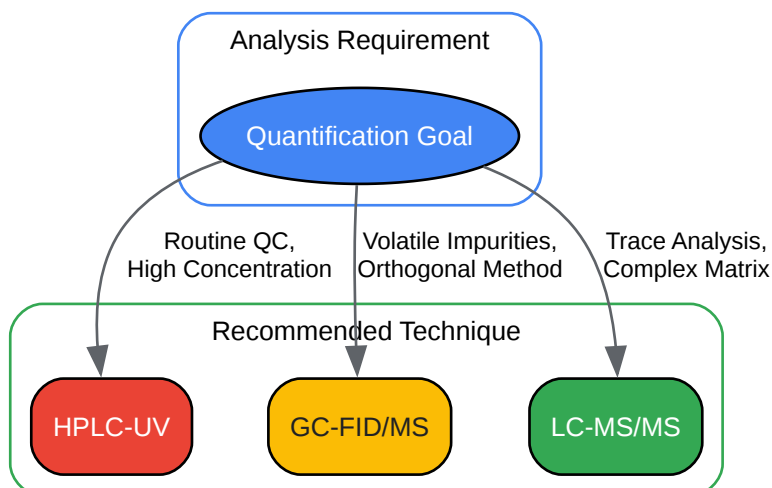 Analysis Requirement
Quantification Goal
Routine QC,
High Concentration
Volatile Impurities,
Orthogonal Method
Trace Analysis,
Complex Matrix
Recommended Technique
HPLC-UV
GC-FID/MS
LC-MS/MS